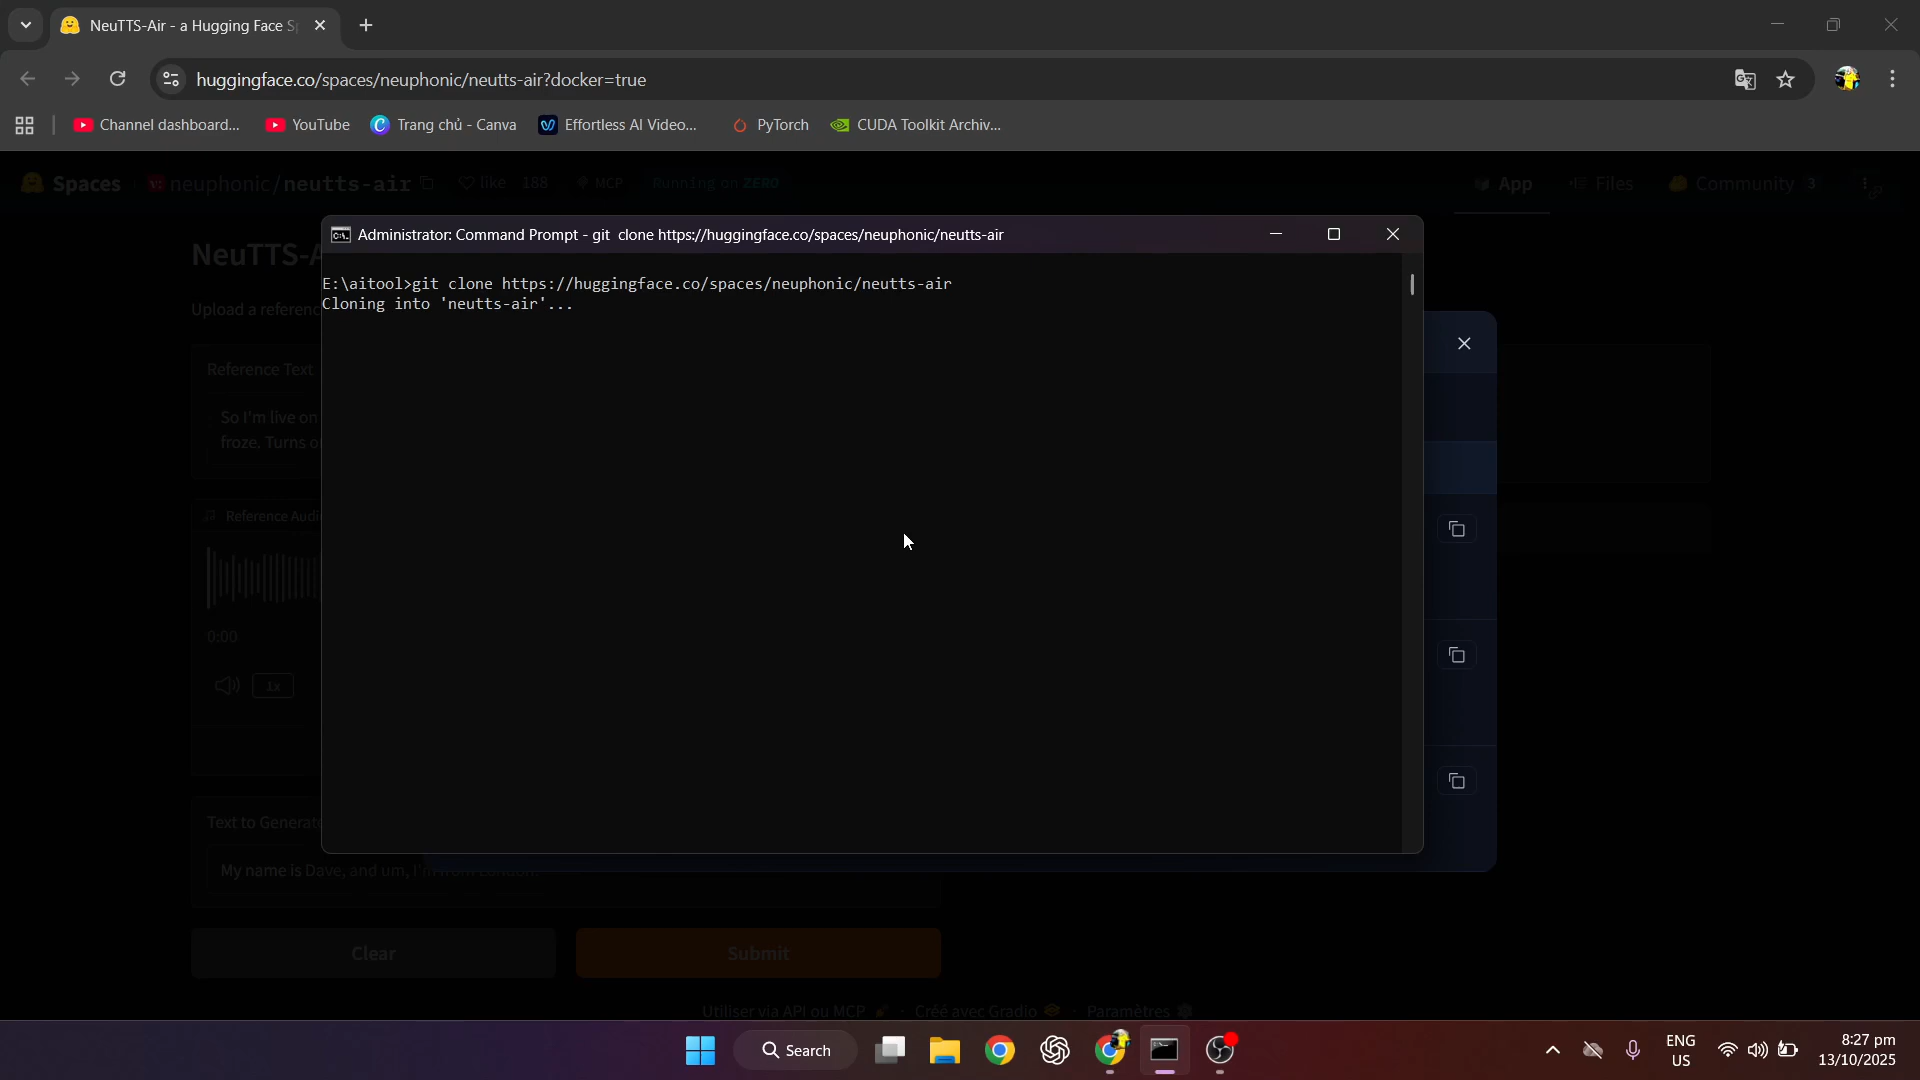 NeuTTS-Air - a Hugging Face S
huggingface.co/spaces/neuphonic/neutts-air?docker=true
Channel dashboard...
YouTube
Trang chủ - Canva
Effortless AI Video...
PyTorch
CUDA Toolkit Archiv...
Spaces
neuphonic/neutts-air
like 188
MCP
Running on ZERO
App
Files
Community 3
Administrator: Command Prompt - git clone https://huggingface.co/spaces/neuphonic/neutts-air
E:\aitool>git clone https://huggingface.co/spaces/neuphonic/neutts-air
Cloning into 'neutts-air'...
NeuTTS-A
Upload a referenc
Reference Text
So I'm live on
froze. Turns o
Reference Audi
0:00
1x
Text to Generate
My name is Dave, and um, I'm from London.
Clear
Submit
Utiliser via API ou MCP · Créé avec Gradio · Paramètres
Search
ENG
US
8:27 pm
13/10/2025